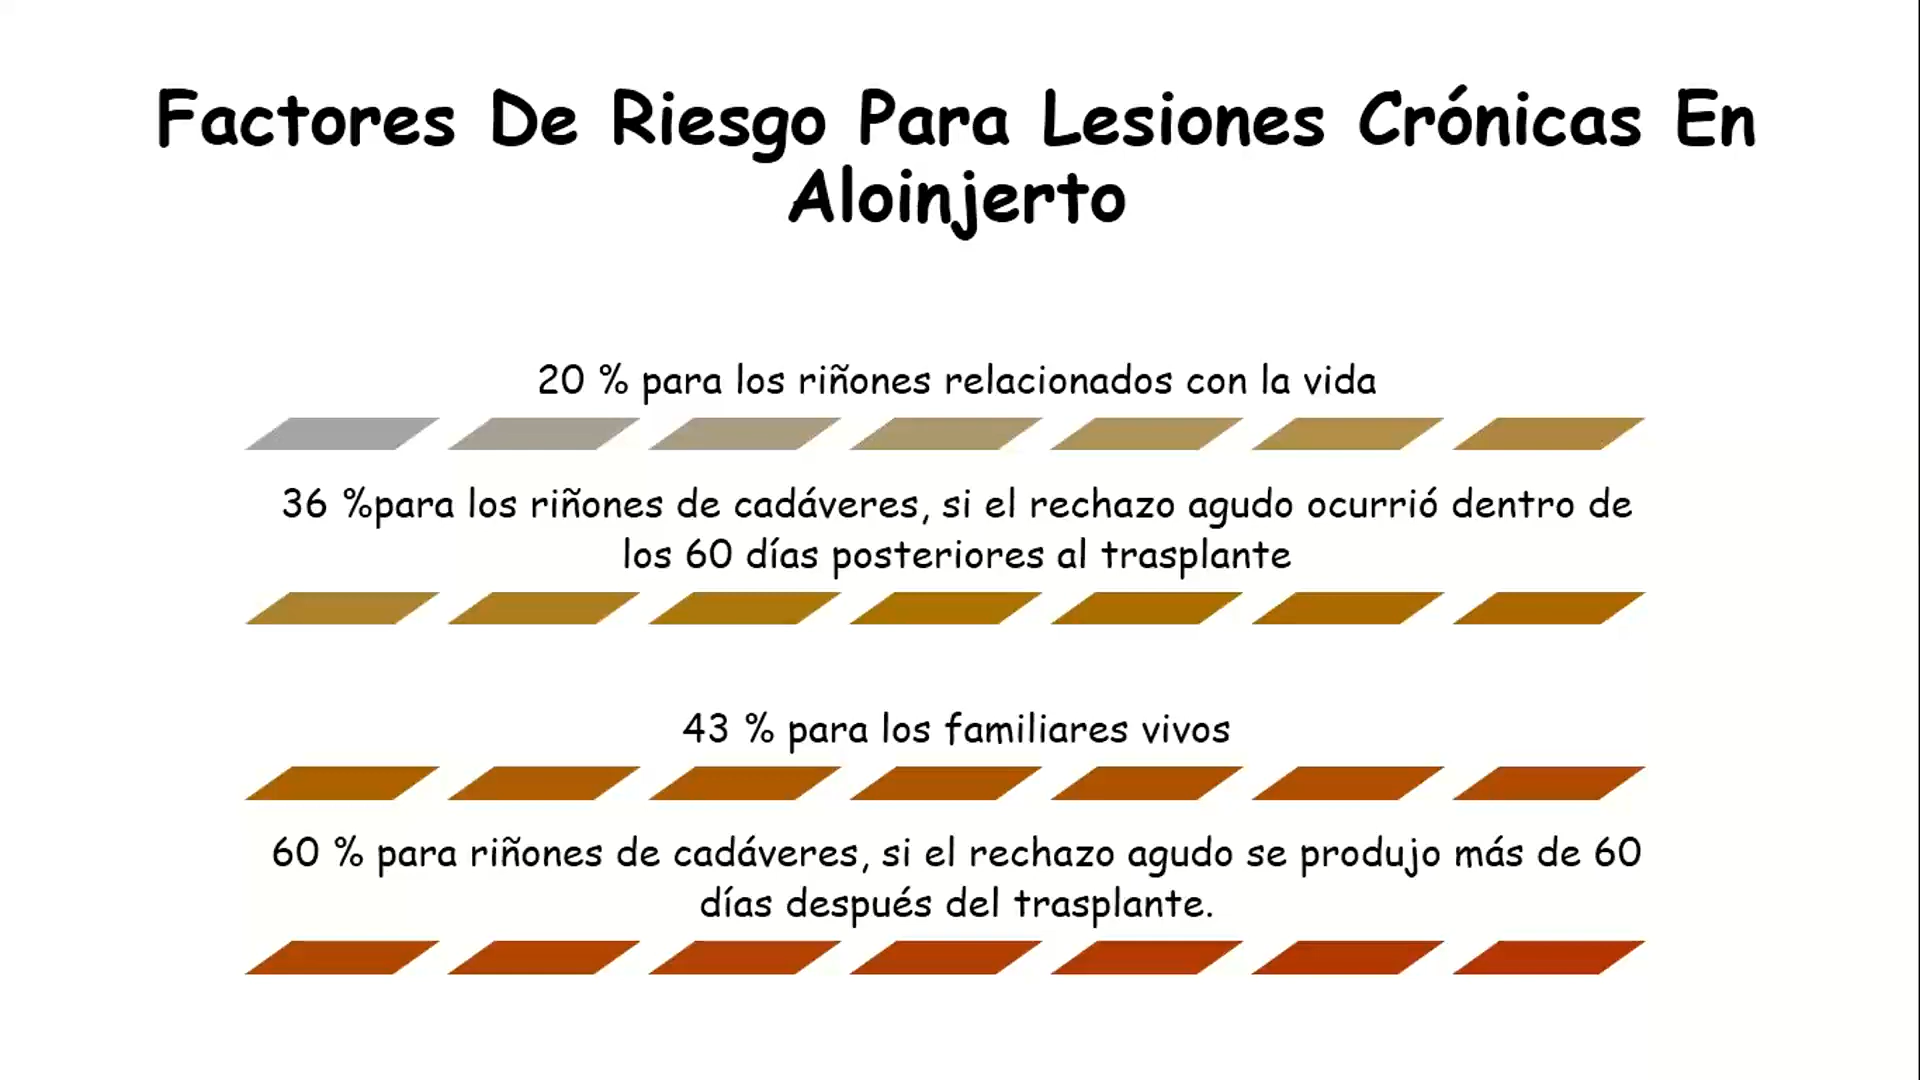 Factores De Riesgo Para Lesiones Crónicas En
Aloinjerto
20 % para los riñones relacionados con la vida
36 %para los riñones de cadáveres, si el rechazo agudo ocurrió dentro de
los 60 días posteriores al trasplante
43 % para los familiares vivos
60 % para riñones de cadáveres, si el rechazo agudo se produjo más de 60
días después del trasplante.